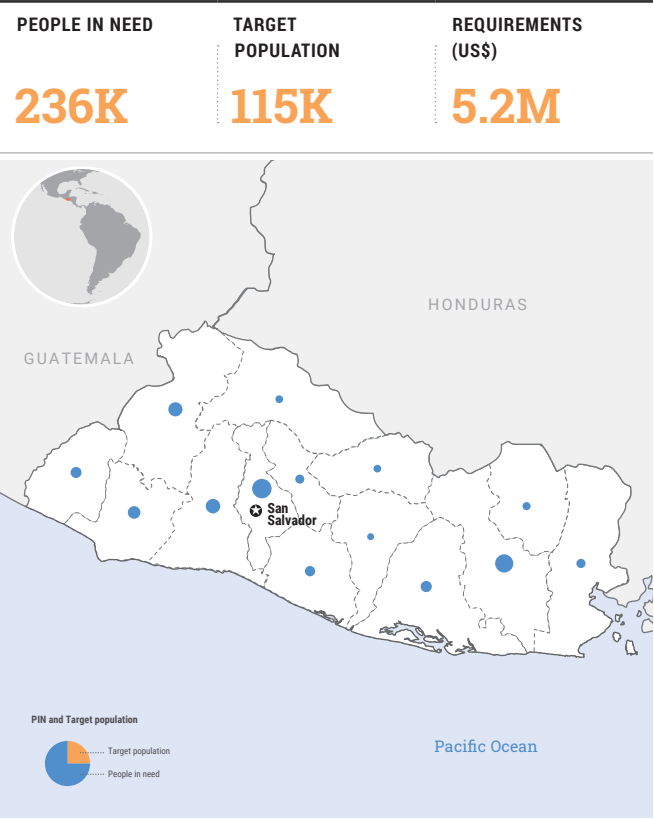 PEOPLE IN NEED
236K
TARGET
POPULATION
115K
REQUIREMENTS
(US$)
5.2M
HONDURAS
GUATEMALA
San
Salvador
PIN and Target population
Target population
People in need
Pacific Ocean